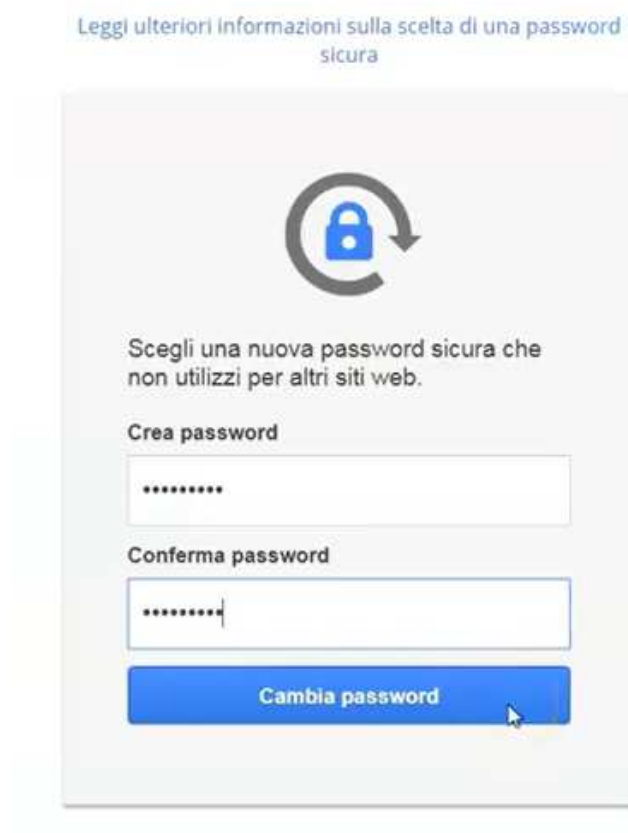 Leggi ulteriori informazioni sulla scelta di una password
sicura
Scegli una nuova password sicura che
non utilizzi per altri siti web.
Crea password
•••••••••
Conferma password
•••••••••
Cambia password